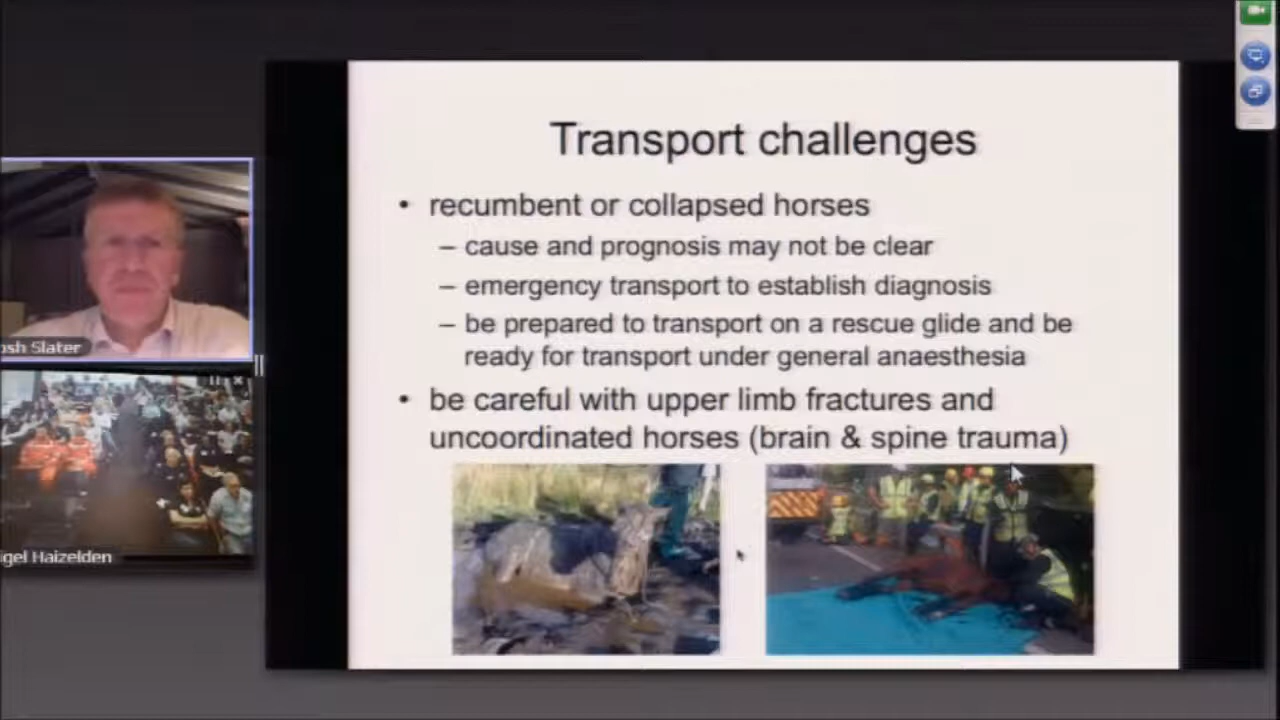 Transport challenges
• recumbent or collapsed horses
– cause and prognosis may not be clear
– emergency transport to establish diagnosis
– be prepared to transport on a rescue glide and be
ready for transport under general anaesthesia
• be careful with upper limb fractures and
uncoordinated horses (brain & spine trauma)
osh Slater
igel Haizelden